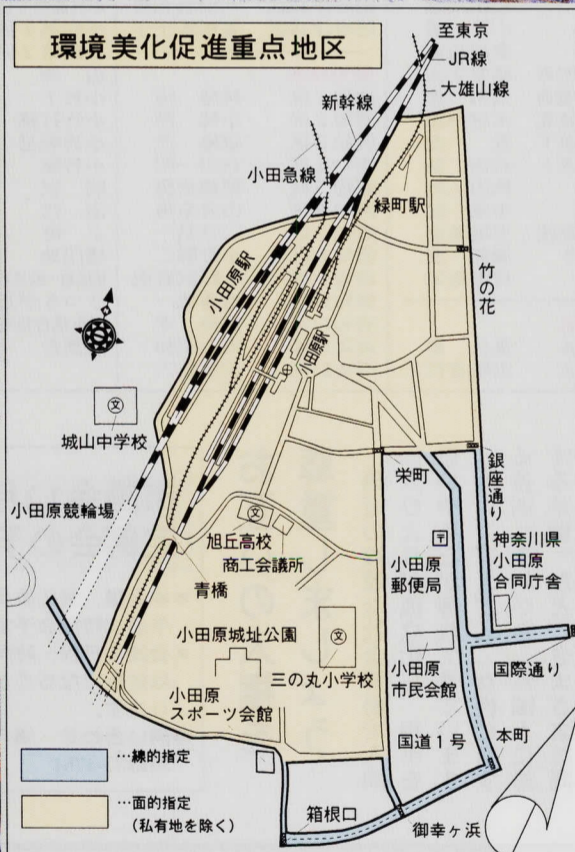 環境美化促進重点地区
至東京
JR線
大雄山線
新幹線
小田急線
緑町駅
竹の花
小田原駅
小田原駅
文
城山中学校
小田原競輪場
栄町
銀座通り
文
旭丘高校
商工会議所
青橋
〒
小田原
郵便局
神奈川県
小田原
合同庁舎
小田原城址公園
文
三の丸小学校
小田原
市民会館
国際通り
小田原
スポーツ会館
国道1号
本町
箱根口
御幸ヶ浜
…線的指定
…面的指定
(私有地を除く)